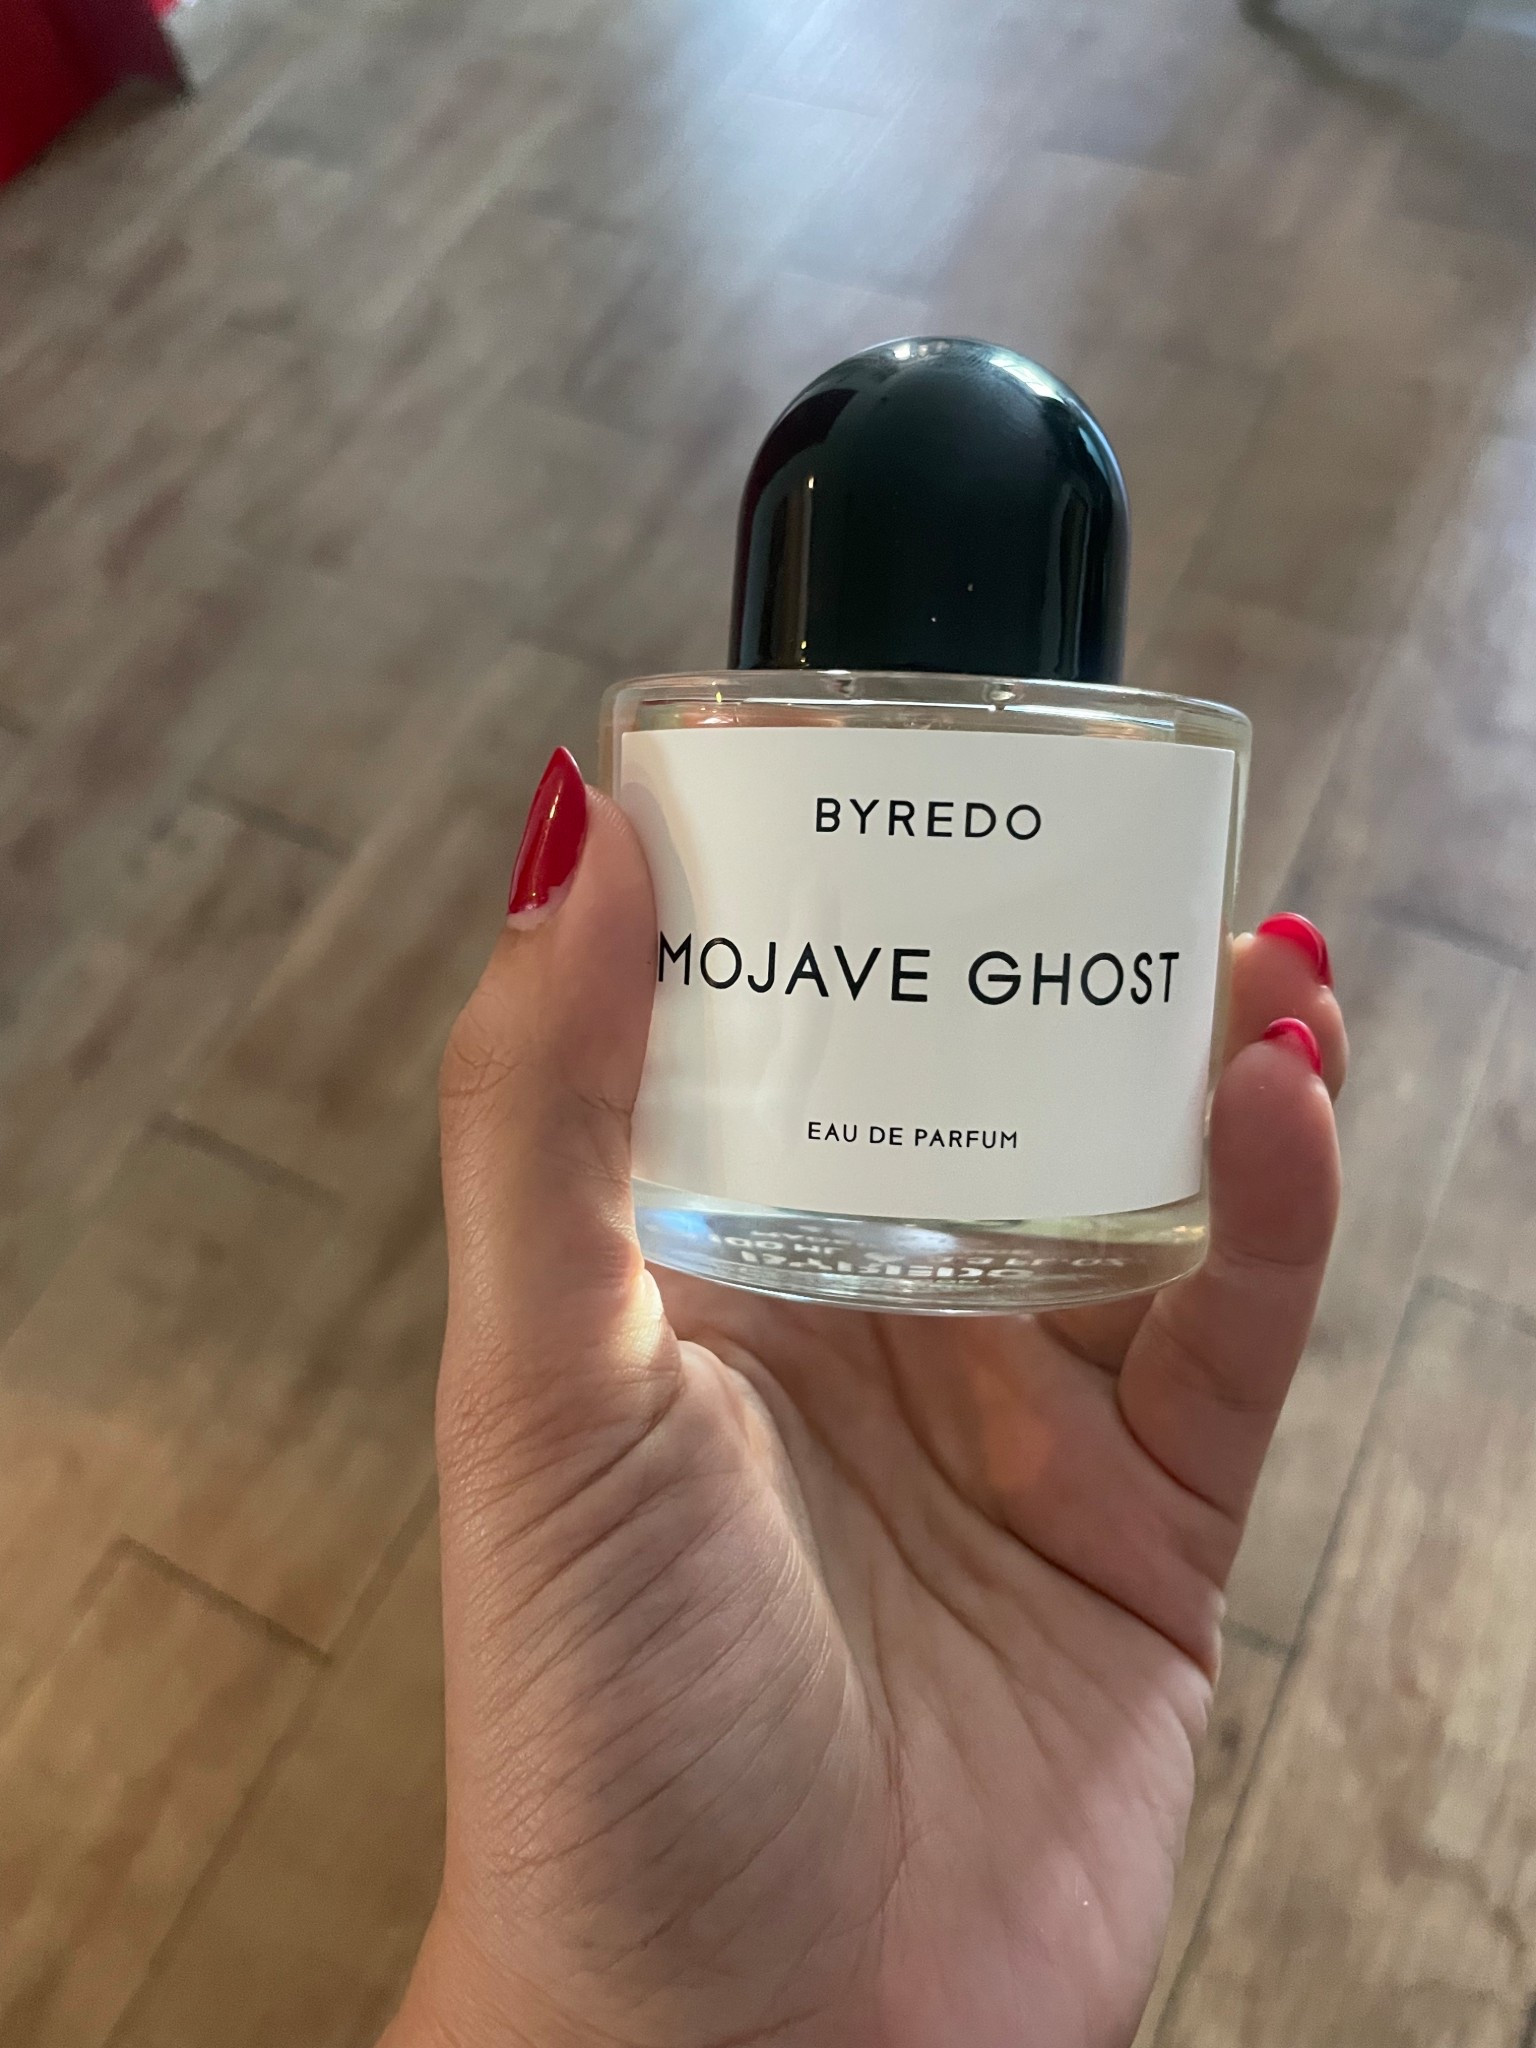 BYREDO
MOJAVE GHOST
EAU DE PARFUM